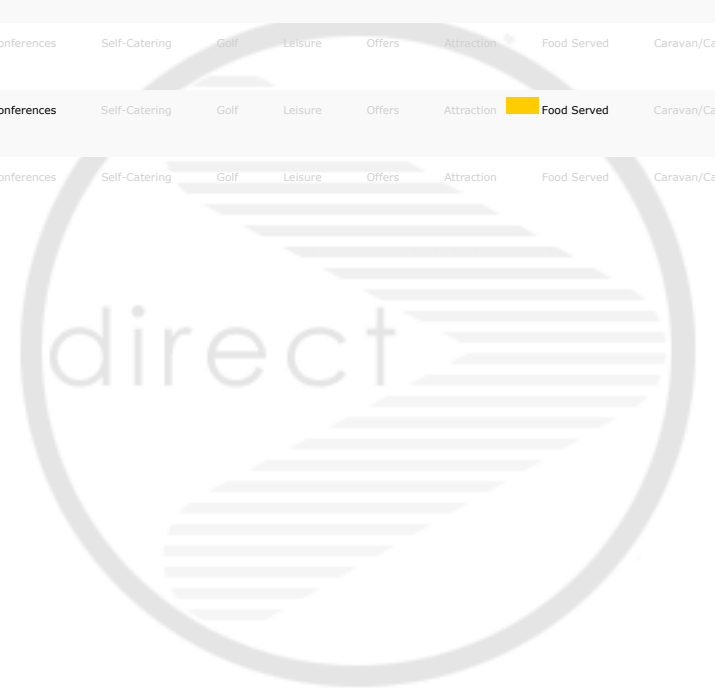 onferences Self-Catering Golf Leisure Offers Attraction Food Served Caravan/Ca
onferences Self-Catering Golf Leisure Offers Attraction Food Served Caravan/Ca
onferences Self-Catering Golf Leisure Offers Attraction Food Served Caravan/Ca
direct